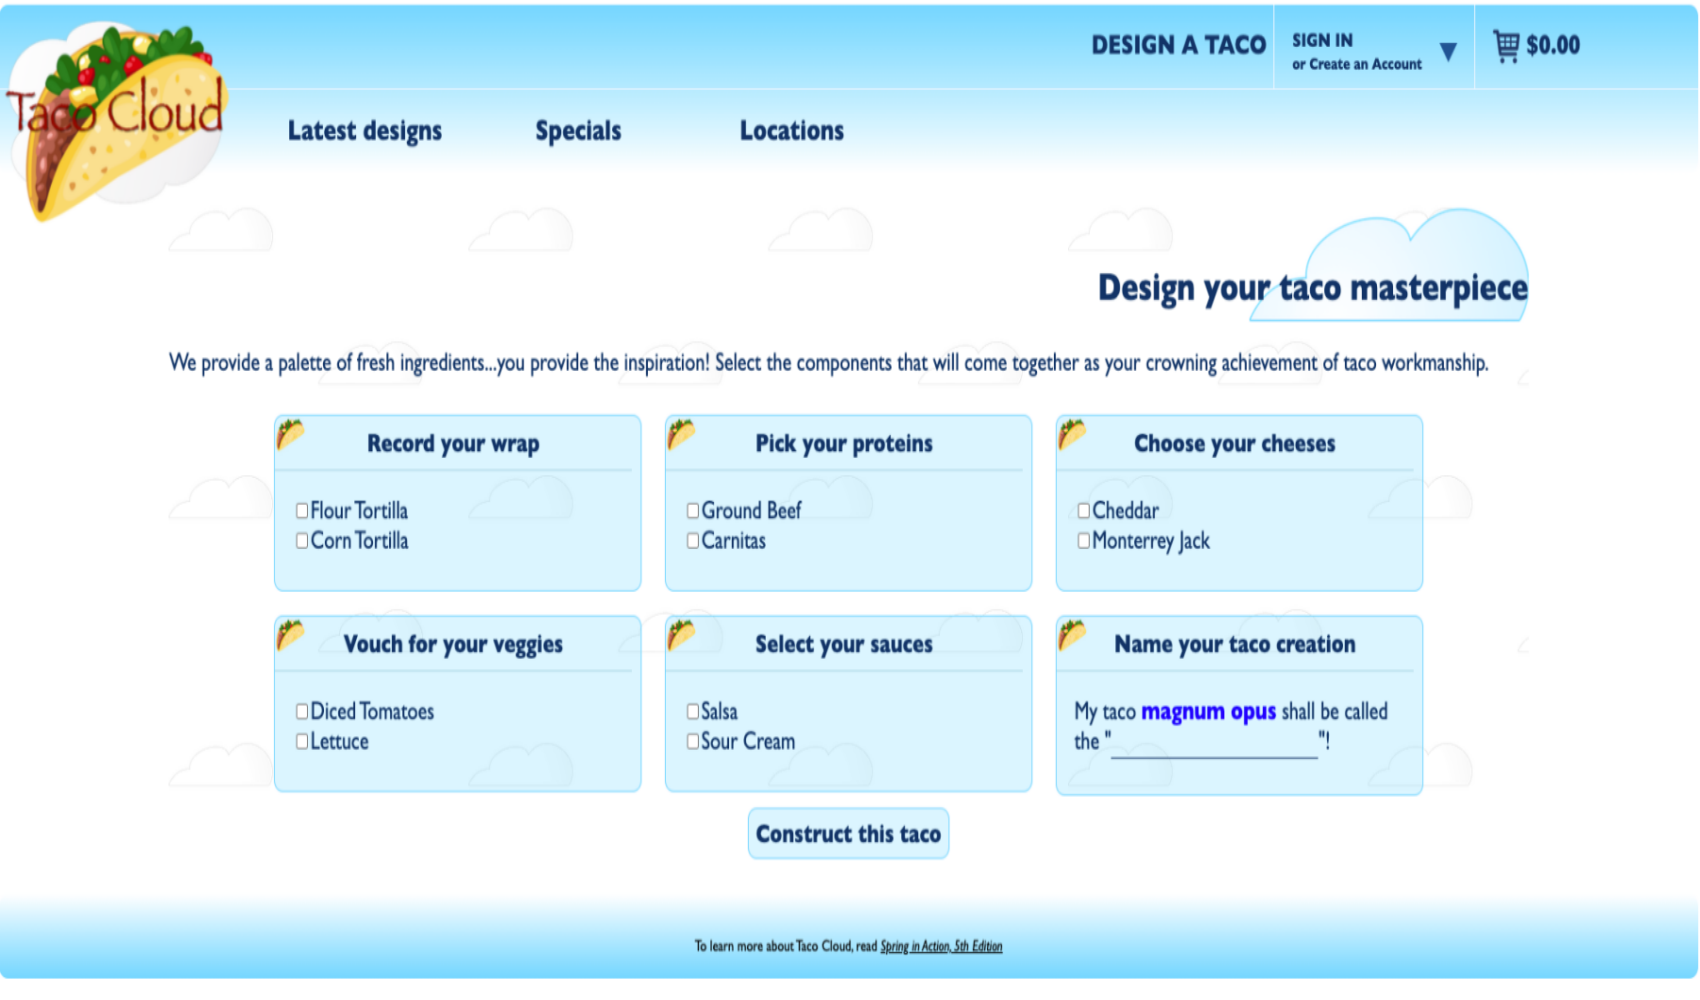 Taco Cloud
DESIGN A TACO
SIGN IN
or Create an Account
$0.00
Latest designs
Specials
Locations
Design your taco masterpiece
We provide a palette of fresh ingredients...you provide the inspiration! Select the components that will come together as your crowning achievement of taco workmanship.
Record your wrap
Flour Tortilla
Corn Tortilla
Pick your proteins
Ground Beef
Carnitas
Choose your cheeses
Cheddar
Monterrey Jack
Vouch for your veggies
Diced Tomatoes
Lettuce
Select your sauces
Salsa
Sour Cream
Name your taco creation
My taco magnum opus shall be called
the "____________________"!
Construct this taco
To learn more about Taco Cloud, read Spring in Action, 5th Edition